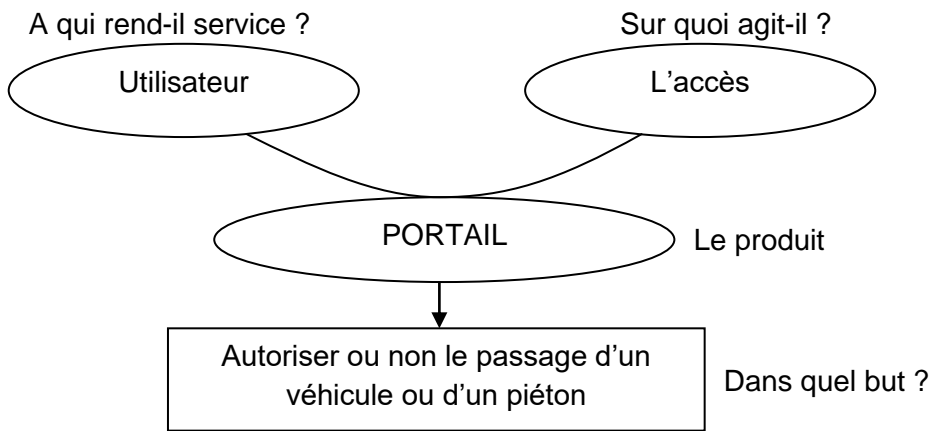 A qui rend-il service ?
Sur quoi agit-il ?
Utilisateur
L’accès
PORTAIL
Le produit
Autoriser ou non le passage d’un
véhicule ou d’un piéton
Dans quel but ?